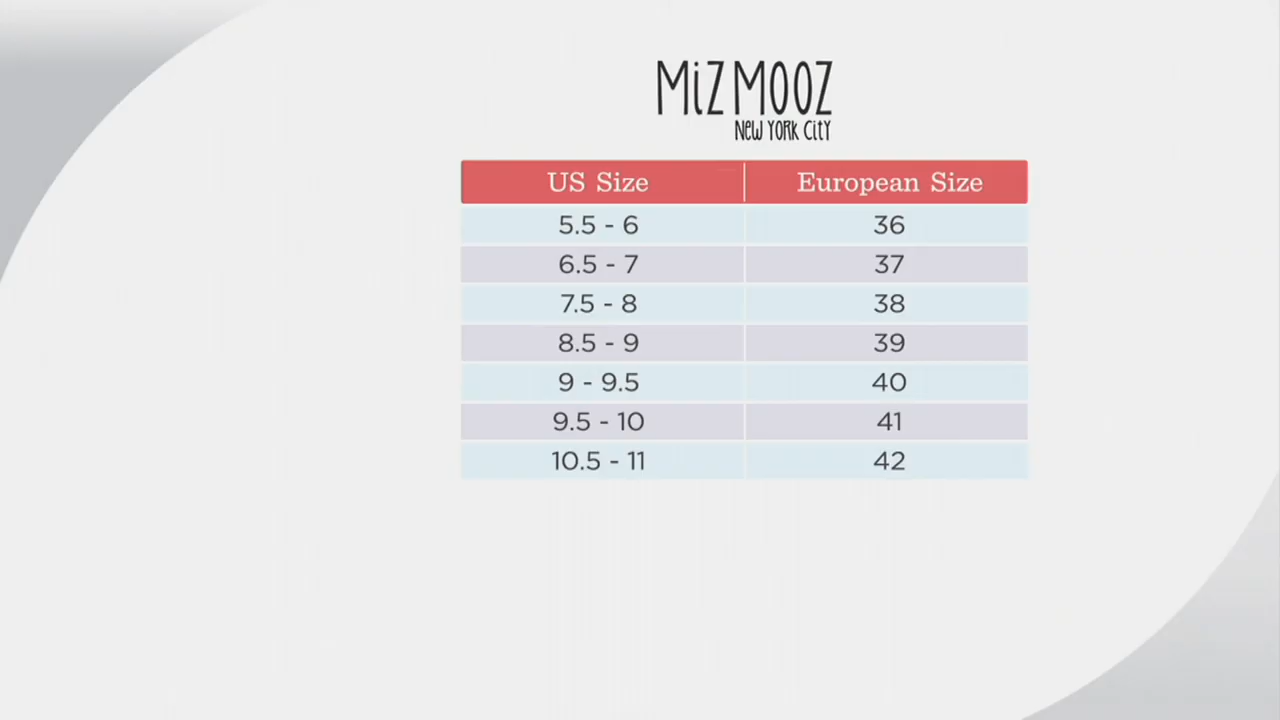 MiZ MOOZ
NeW YORK CiTY
US Size European Size
5.5 - 6 36
6.5 - 7 37
7.5 - 8 38
8.5 - 9 39
9 - 9.5 40
9.5 - 10 41
10.5 - 11 42